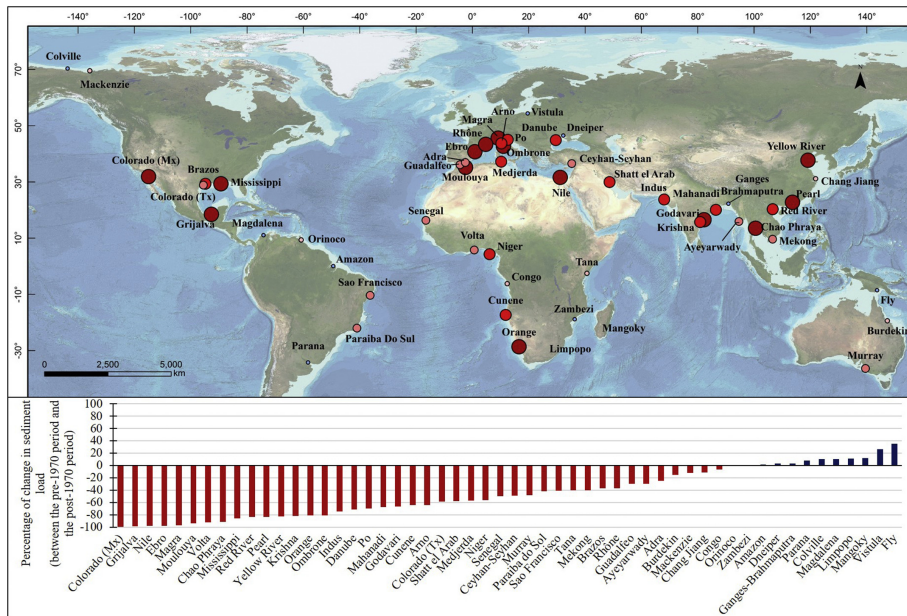 -140° -120° -100° -80° -60° -40° -20° 0° 20° 40° 60° 80° 100° 120° 140°
70°
50°
30°
10°
-10°
-30°
N
Colville
Mackenzie
Colorado (Mx)
Brazos
Mississippi
Colorado (Tx)
Grijalva
Magdalena
Orinoco
Amazon
Sao Francisco
Paraiba Do Sul
Parana
Arno
Magra
Vistula
Rhône
Danube
Dneiper
Po
Ebro
Ombrone
Adra
Guadalfeo
Moulouya
Medjerda
Ceyhan-Seyhan
Nile
Shatt el Arab
Senegal
Volta
Niger
Congo
Tana
Cunene
Zambezi
Mangoky
Orange
Limpopo
Indus
Mahanadi
Ganges
Brahmaputra
Godavari
Krishna
Ayeyarwady
Yellow River
Chang Jiang
Pearl
Red River
Chao Phraya
Mekong
Fly
Burdekin
Murray
0 2,500 5,000
km
Percentage of change in sediment
load
(between the pre-1970 period and
the post-1970 period)
100
80
60
40
20
0
-20
-40
-60
-80
-100
Colorado (Mx)
Grijalva
Nile
Ebro
Magra
Moulouya
Volta
Chao Phraya
Mississippi
Red River
Pearl
Yellow River
Krishna
Orange
Ombrone
Indus
Danube
Po
Mahanadi
Godavari
Cunene
Arno
Colorado (Tx)
Shatt el Arab
Medjerda
Niger
Senegal
Ceyhan-Seyhan
Murray
Paraiba do Sol
Sao Francisco
Tana
Mekong
Brazos
Rhône
Guadalfeo
Ayeyarwady
Adra
Burdekin
Mackenzie
Chang Jiang
Congo
Orinoco
Zambezi
Amazon
Dneiper
Ganges-Brahmaputra
Parana
Colville
Magdalena
Limpopo
Mangoky
Vistula
Fly